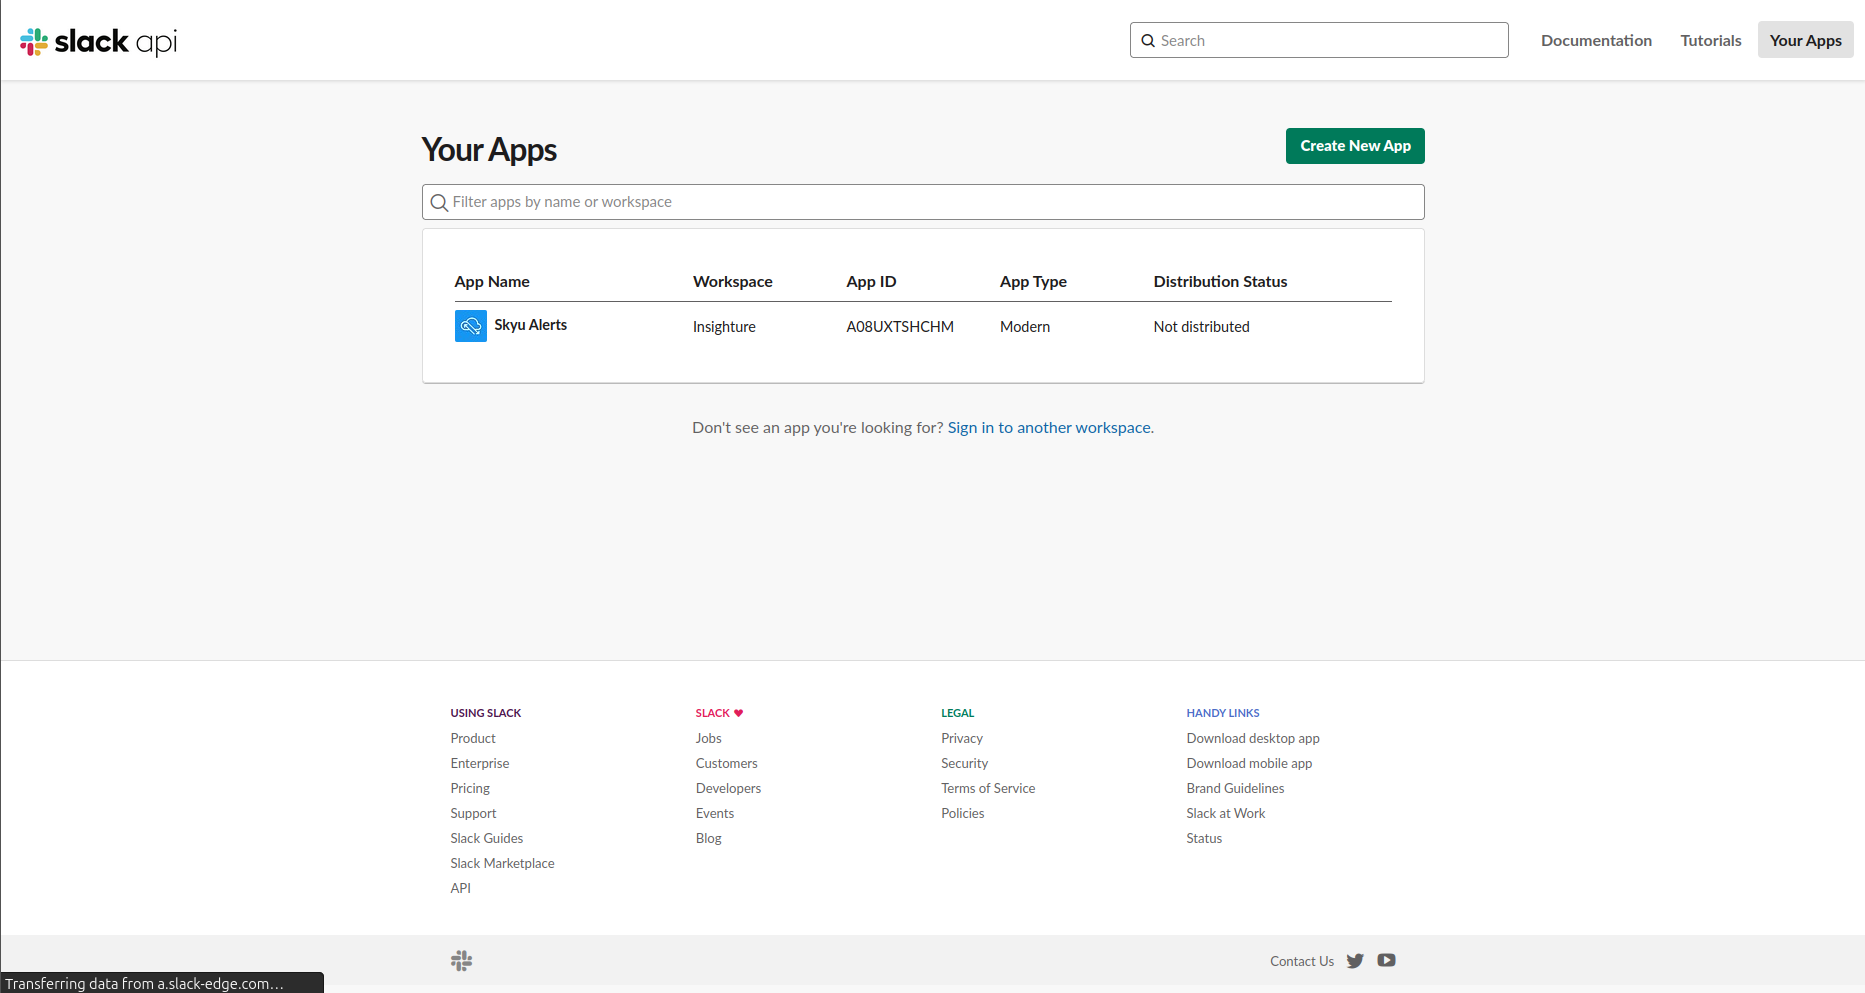 slack api
Search
Documentation
Tutorials
Your Apps
Your Apps
Create New App
Filter apps by name or workspace
App Name Workspace App ID App Type Distribution Status
Skyu Alerts Insighture A08UXTSHCHM Modern Not distributed
Don't see an app you're looking for? Sign in to another workspace.
USING SLACK
Product
Enterprise
Pricing
Support
Slack Guides
Slack Marketplace
API
SLACK
Jobs
Customers
Developers
Events
Blog
LEGAL
Privacy
Security
Terms of Service
Policies
HANDY LINKS
Download desktop app
Download mobile app
Brand Guidelines
Slack at Work
Status
Contact Us
Transferring data from a.slack-edge.com…